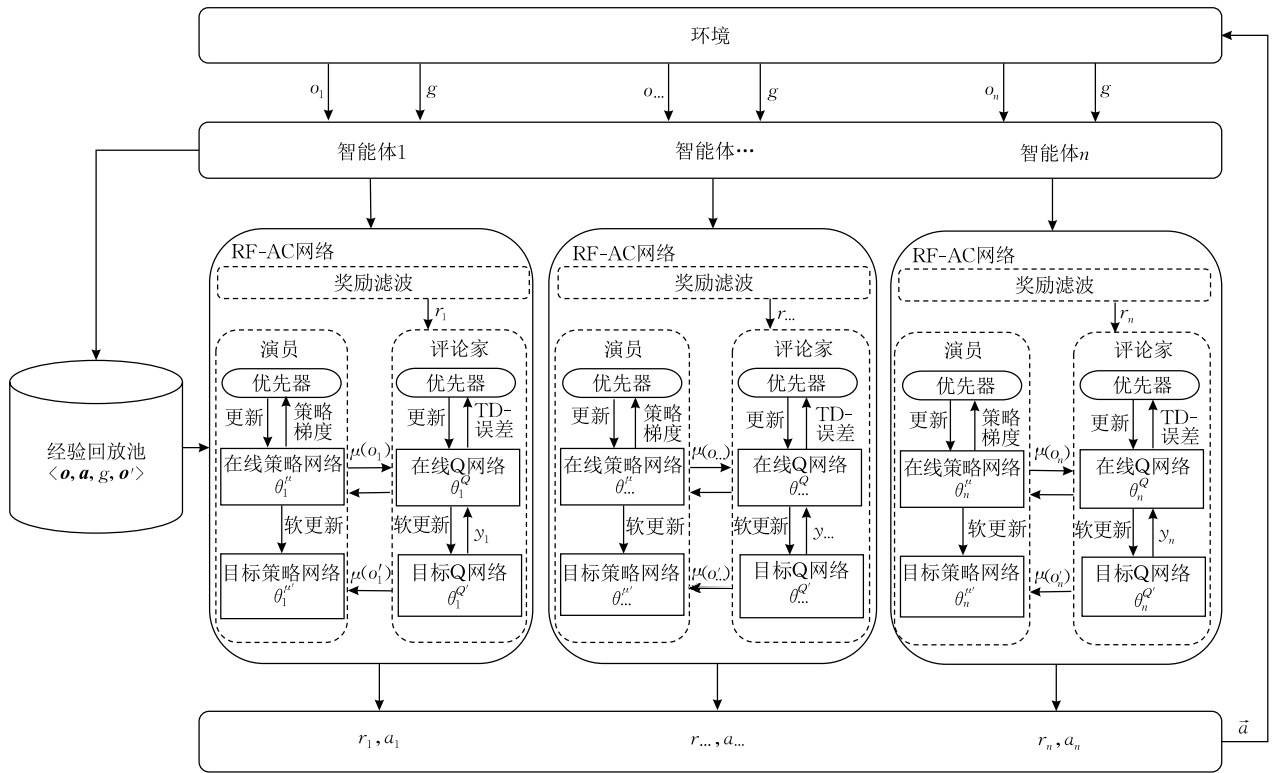 环境
o₁ g o… g oₙ g
智能体1 智能体… 智能体n
RF-AC网络
奖励滤波
r₁
演员 评论家
优先器 优先器
更新 策略梯度 更新 TD-误差
在线策略网络 μ(o₁) 在线Q网络
θ₁^μ θ₁^Q
软更新 软更新 y₁
目标策略网络 μ(o′₁) 目标Q网络
θ₁^μ′ θ₁^Q′
RF-AC网络
奖励滤波
r…
演员 评论家
优先器 优先器
更新 策略梯度 更新 TD-误差
在线策略网络 μ(o…) 在线Q网络
θ…^μ θ…^Q
软更新 软更新 y…
目标策略网络 μ(o′…) 目标Q网络
θ…^μ′ θ…^Q′
RF-AC网络
奖励滤波
rₙ
演员 评论家
优先器 优先器
更新 策略梯度 更新 TD-误差
在线策略网络 μ(oₙ) 在线Q网络
θₙ^μ θₙ^Q
软更新 软更新 yₙ
目标策略网络 μ(o′ₙ) 目标Q网络
θₙ^μ′ θₙ^Q′
经验回放池
<o,a,g,o′>
r₁,a₁ r…,a… rₙ,aₙ
a⃗